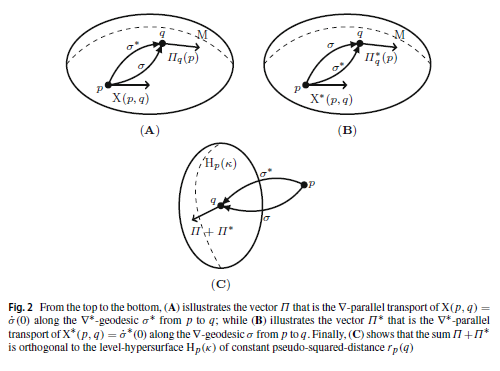 q M q M
σ* σ
Π_q(p) Π*_q(p)
σ σ*
p p
X(p, q) X*(p, q)
(A) (B)
H_p(κ)
σ*
p
q
σ
Π + Π*
(C)
Fig. 2 From the top to the bottom, (A) isllustrates the vector Π that is the ∇-parallel transport of X(p, q) =
σ̇(0) along the ∇*-geodesic σ* from p to q; while (B) illustrates the vector Π* that is the ∇*-parallel
transport of X*(p, q) = σ̇*(0) along the ∇-geodesic σ from p to q. Finally, (C) shows that the sum Π + Π*
is orthogonal to the level-hypersurface H_p(κ) of constant pseudo-squared-distance r_p(q)